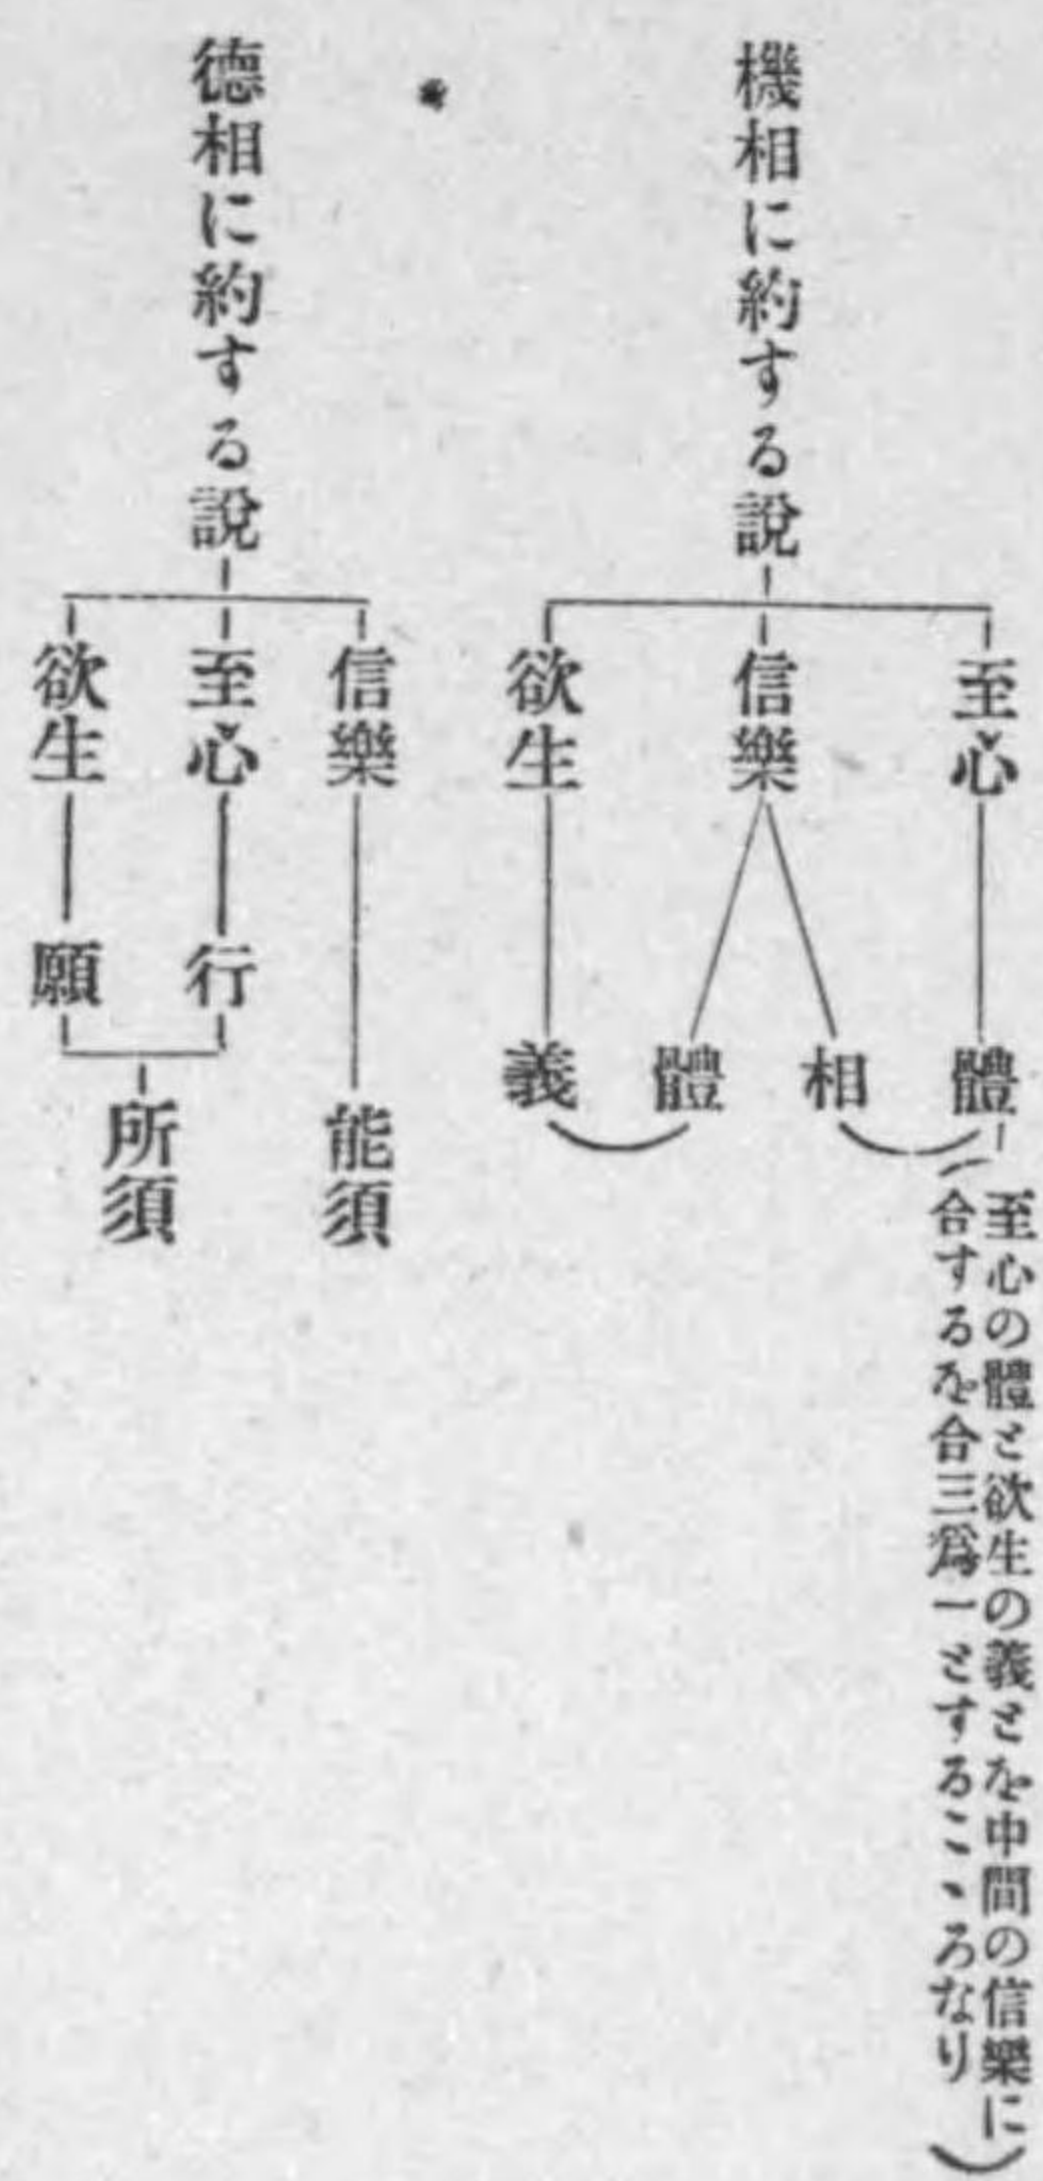 機相に約する說
至心
體
至心の體と欲生の義とを中間の信樂に
合するを合三爲一とするこゝろなり
信樂
相
體
欲生
義
德相に約する說
信樂
能須
至心
行
欲生
願
所須